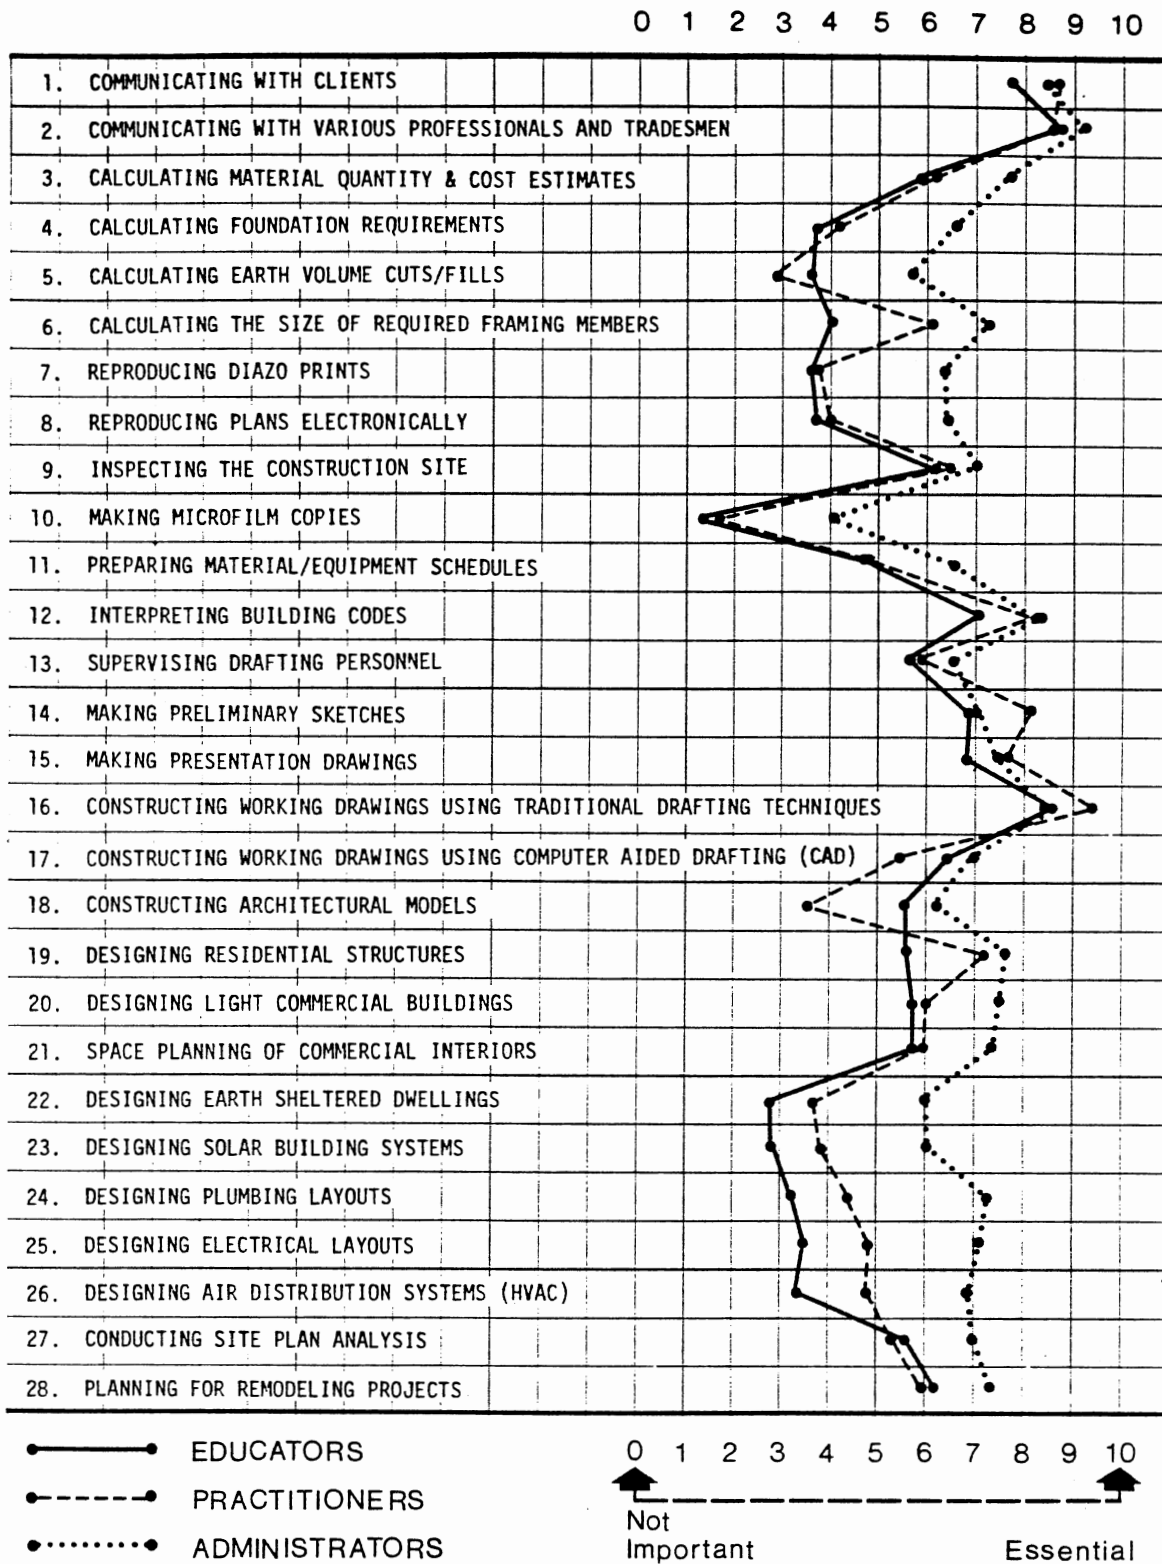 0 1 2 3 4 5 6 7 8 9 10
1. COMMUNICATING WITH CLIENTS
2. COMMUNICATING WITH VARIOUS PROFESSIONALS AND TRADESMEN
3. CALCULATING MATERIAL QUANTITY & COST ESTIMATES
4. CALCULATING FOUNDATION REQUIREMENTS
5. CALCULATING EARTH VOLUME CUTS/FILLS
6. CALCULATING THE SIZE OF REQUIRED FRAMING MEMBERS
7. REPRODUCING DIAZO PRINTS
8. REPRODUCING PLANS ELECTRONICALLY
9. INSPECTING THE CONSTRUCTION SITE
10. MAKING MICROFILM COPIES
11. PREPARING MATERIAL/EQUIPMENT SCHEDULES
12. INTERPRETING BUILDING CODES
13. SUPERVISING DRAFTING PERSONNEL
14. MAKING PRELIMINARY SKETCHES
15. MAKING PRESENTATION DRAWINGS
16. CONSTRUCTING WORKING DRAWINGS USING TRADITIONAL DRAFTING TECHNIQUES
17. CONSTRUCTING WORKING DRAWINGS USING COMPUTER AIDED DRAFTING (CAD)
18. CONSTRUCTING ARCHITECTURAL MODELS
19. DESIGNING RESIDENTIAL STRUCTURES
20. DESIGNING LIGHT COMMERCIAL BUILDINGS
21. SPACE PLANNING OF COMMERCIAL INTERIORS
22. DESIGNING EARTH SHELTERED DWELLINGS
23. DESIGNING SOLAR BUILDING SYSTEMS
24. DESIGNING PLUMBING LAYOUTS
25. DESIGNING ELECTRICAL LAYOUTS
26. DESIGNING AIR DISTRIBUTION SYSTEMS (HVAC)
27. CONDUCTING SITE PLAN ANALYSIS
28. PLANNING FOR REMODELING PROJECTS
EDUCATORS
PRACTITIONERS
ADMINISTRATORS
0 1 2 3 4 5 6 7 8 9 10
Not
Important
Essential